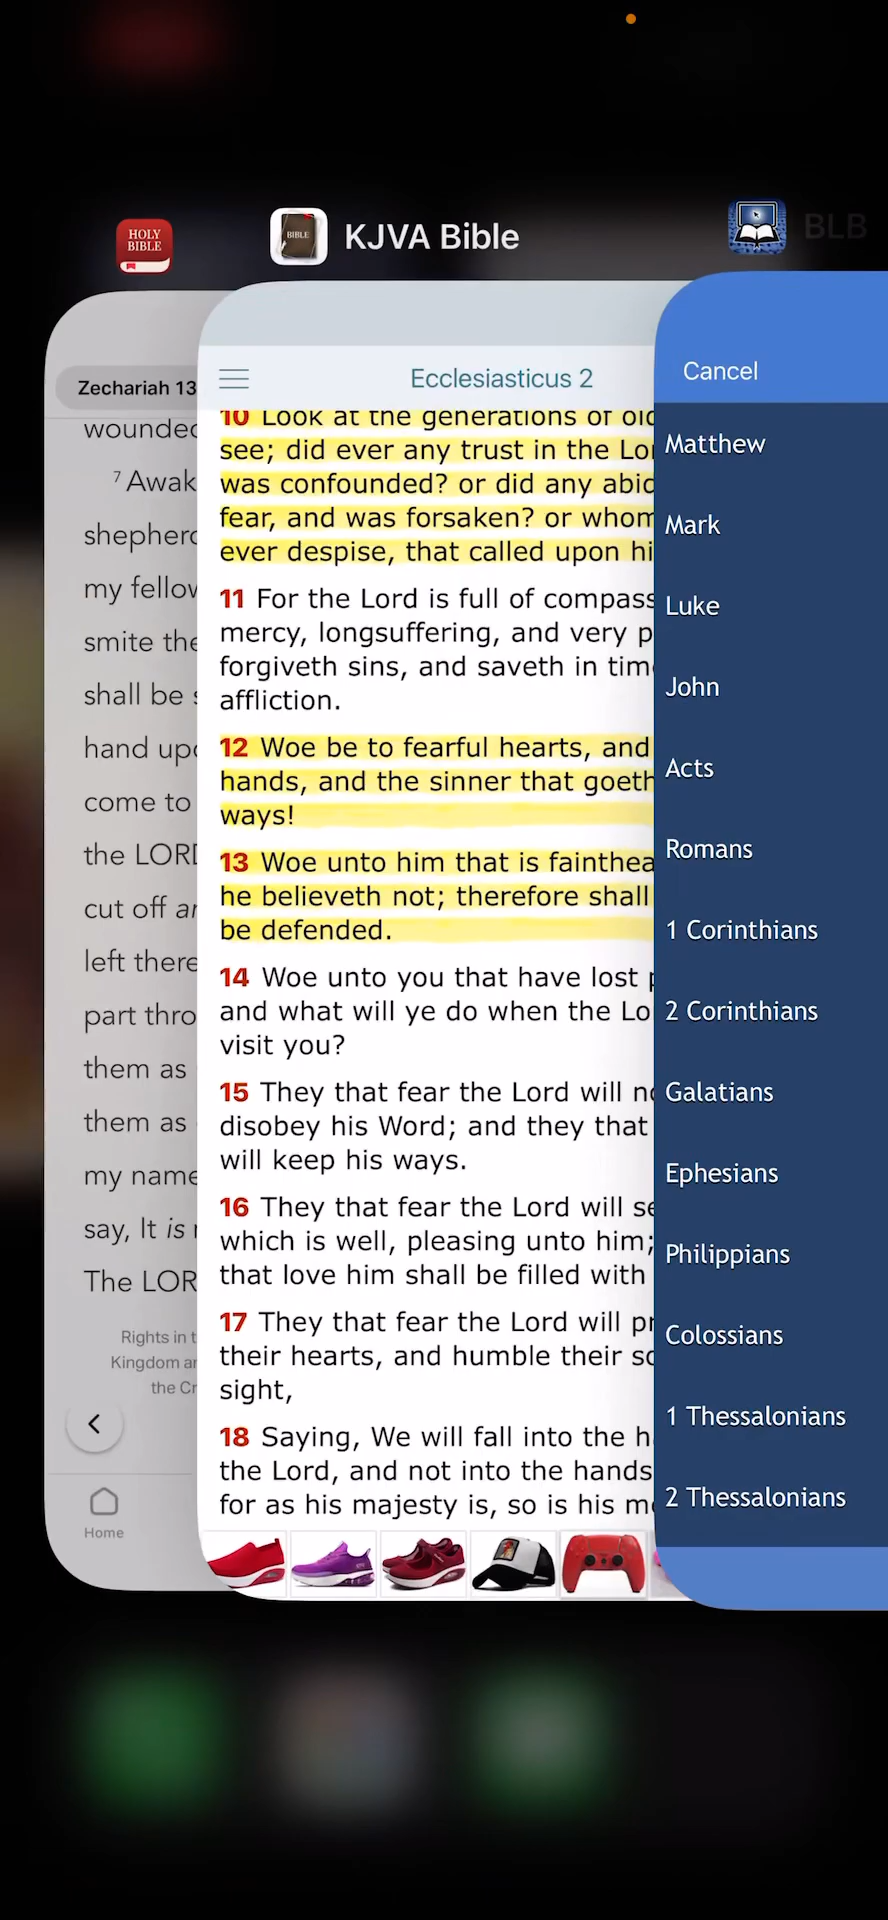 HOLY
BIBLE
BIBLE
KJVA Bible
BLB
Zechariah 13
wounded
7 Awak
shepherd
my fellow
smite the
shall be
hand upo
come to
the LORD
cut off an
left there
part thro
them as
them as
my name
say, It is
The LOR
Rights in t
Kingdom ar
the Cr
Home
Ecclesiasticus 2
10 Look at the generations of old
see; did ever any trust in the Lo
was confounded? or did any abid
fear, and was forsaken? or whom
ever despise, that called upon hi
11 For the Lord is full of compass
mercy, longsuffering, and very p
forgiveth sins, and saveth in tim
affliction.
12 Woe be to fearful hearts, and
hands, and the sinner that goeth
ways!
13 Woe unto him that is fainthea
he believeth not; therefore shall
be defended.
14 Woe unto you that have lost p
and what will ye do when the Lo
visit you?
15 They that fear the Lord will no
disobey his Word; and they that
will keep his ways.
16 They that fear the Lord will se
which is well, pleasing unto him;
that love him shall be filled with
17 They that fear the Lord will pr
their hearts, and humble their so
sight,
18 Saying, We will fall into the h
the Lord, and not into the hands
for as his majesty is, so is his me
Cancel
Matthew
Mark
Luke
John
Acts
Romans
1 Corinthians
2 Corinthians
Galatians
Ephesians
Philippians
Colossians
1 Thessalonians
2 Thessalonians